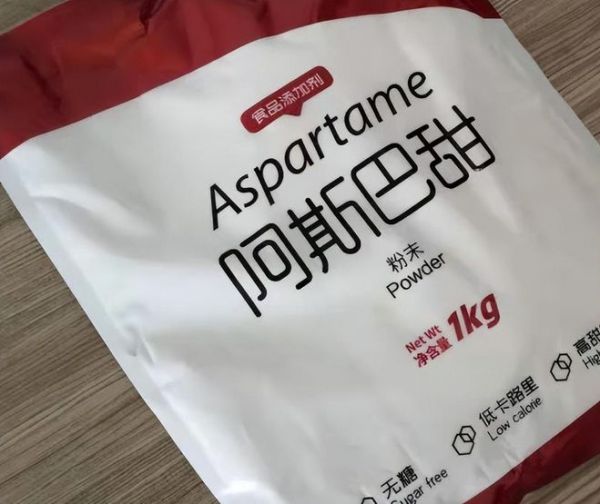 食品添加剂
Aspartame
阿斯巴甜
粉末
Powder
Net Wt
净含量
1kg
无糖
Sugar free
低卡路里
Low calorie
高甜
High